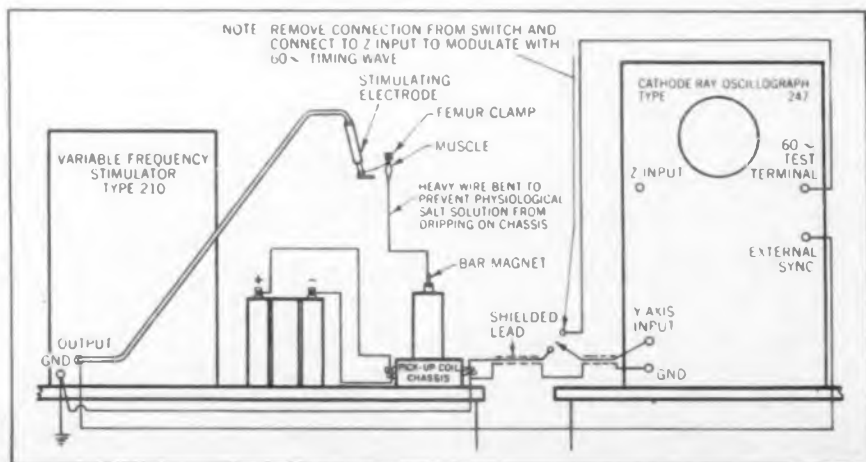 NOTE REMOVE CONNECTION FROM SWITCH AND
CONNECT TO Z INPUT TO MODULATE WITH
60~ TIMING WAVE
STIMULATING
ELECTRODE
FEMUR CLAMP
MUSCLE
HEAVY WIRE BENT TO
PREVENT PHYSIOLOGICAL
SALT SOLUTION FROM
DRIPPING ON CHASSIS
BAR MAGNET
VARIABLE FREQUENCY
STIMULATOR
TYPE 210
OUTPUT
GND
+ −
PICK-UP COIL
CHASSIS
SHIELDED
LEAD
CATHODE RAY OSCILLOGRAPH
TYPE 247
60~
TEST
TERMINAL
Z INPUT
EXTERNAL
SYNC
Y AXIS
INPUT
GND